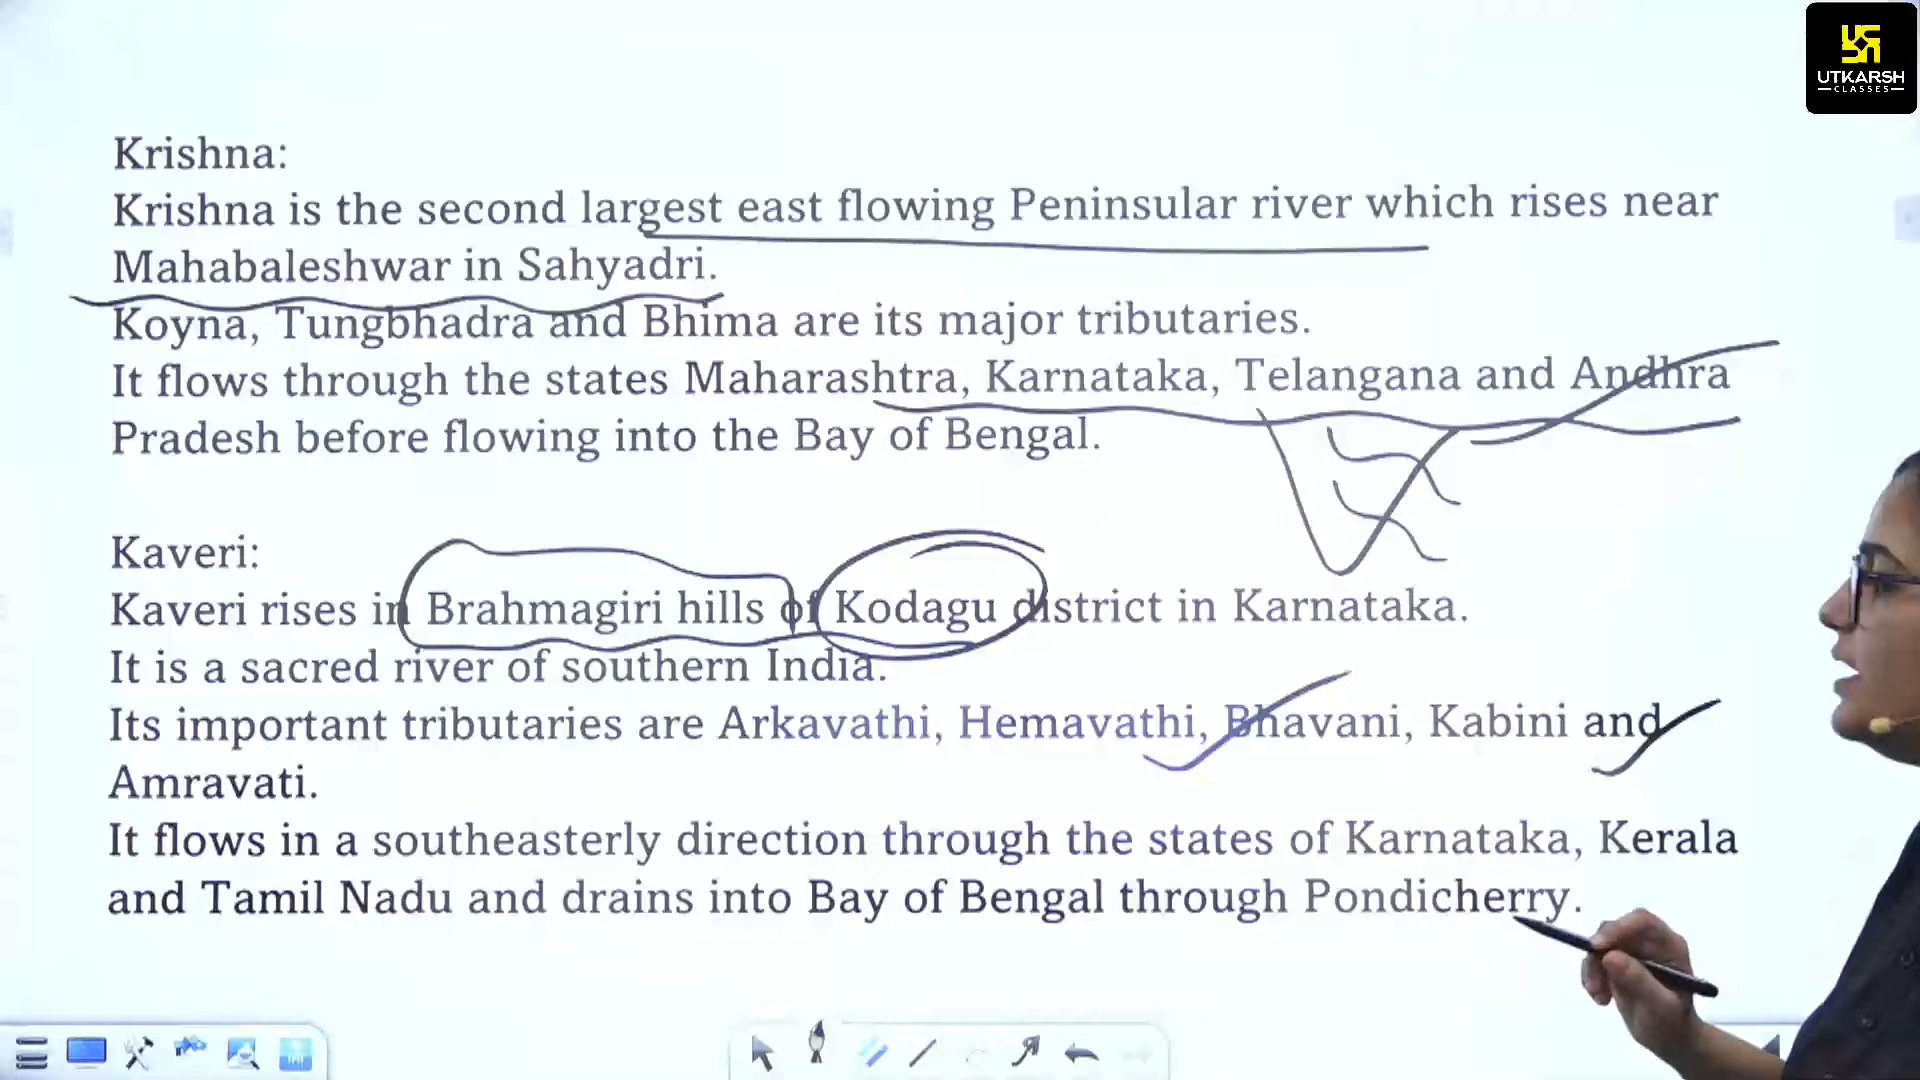 UTKARSH
CLASSES
Krishna:
Krishna is the second largest east flowing Peninsular river which rises near
Mahabaleshwar in Sahyadri.
Koyna, Tungbhadra and Bhima are its major tributaries.
It flows through the states Maharashtra, Karnataka, Telangana and Andhra
Pradesh before flowing into the Bay of Bengal.
Kaveri:
Kaveri rises in Brahmagiri hills of Kodagu district in Karnataka.
It is a sacred river of southern India.
Its important tributaries are Arkavathi, Hemavathi, Bhavani, Kabini and
Amravati.
It flows in a southeasterly direction through the states of Karnataka, Kerala
and Tamil Nadu and drains into Bay of Bengal through Pondicherry.